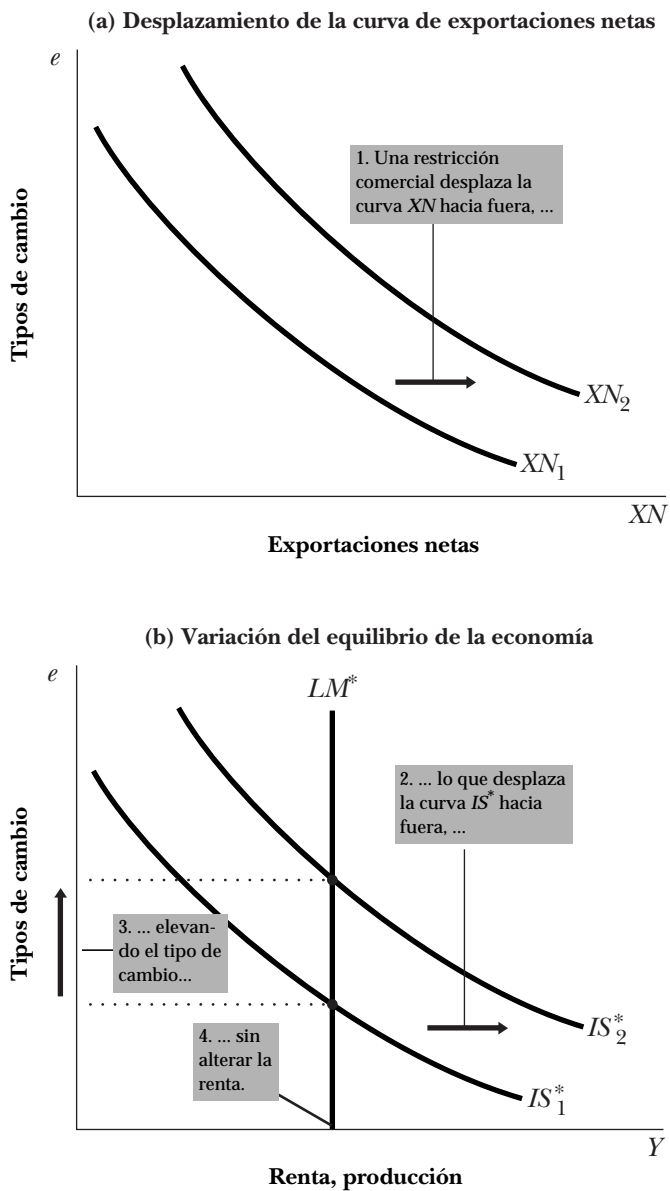 (a) Desplazamiento de la curva de exportaciones netas
e
1. Una restricción
comercial desplaza la
curva XN hacia fuera, ...
Tipos de cambio
XN₂
XN₁
XN
Exportaciones netas
(b) Variación del equilibrio de la economía
e
LM*
2. ... lo que desplaza
la curva IS* hacia
fuera, ...
Tipos de cambio
3. ... elevan-
do el tipo de
cambio...
4. ... sin
alterar la
renta.
IS*₂
IS*₁
Y
Renta, producción